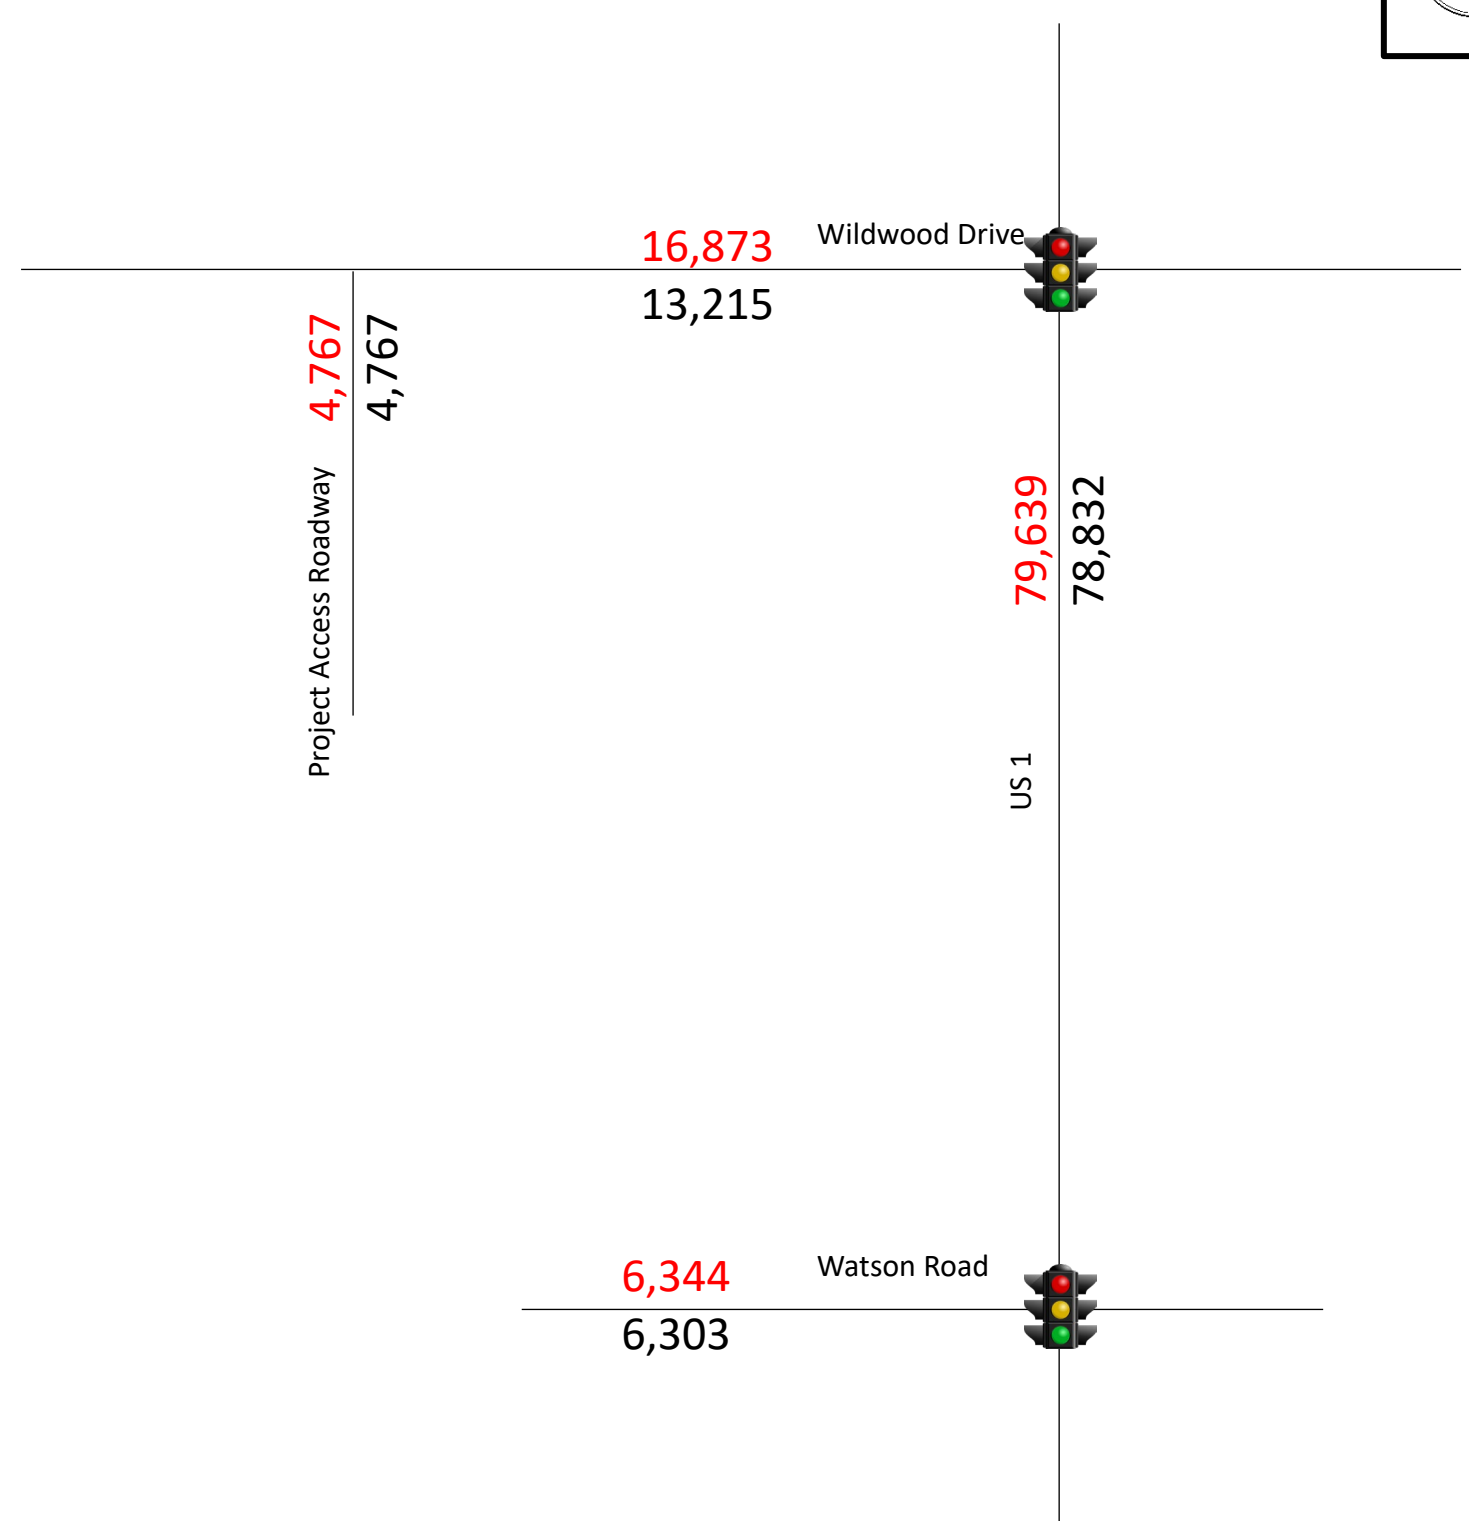 16,873
Wildwood Drive
13,215
4,767
4,767
Project Access Roadway
79,639
78,832
US 1
6,344
Watson Road
6,303